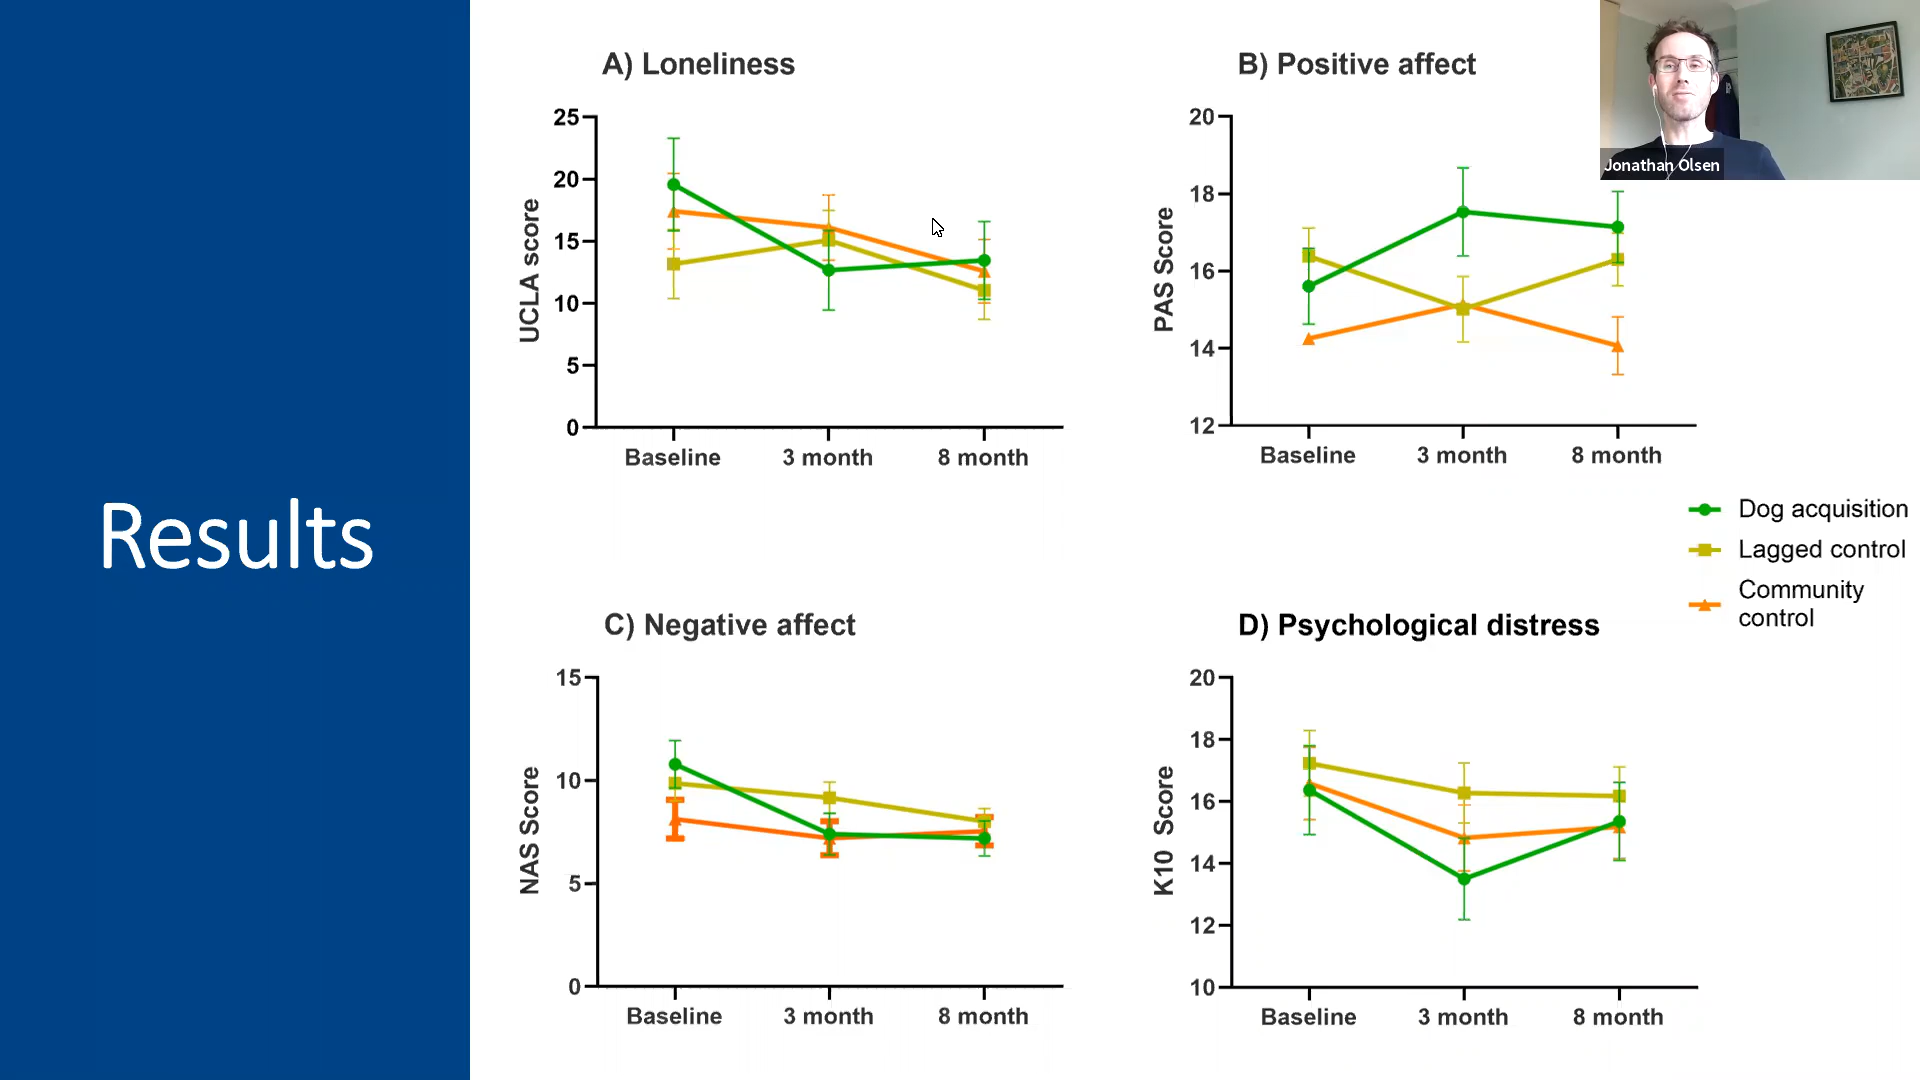 Results
A) Loneliness
25
20
15
10
5
0
UCLA score
Baseline
3 month
8 month
B) Positive affect
20
18
16
14
12
PAS Score
Baseline
3 month
8 month
Jonathan Olsen
Dog acquisition
Lagged control
Community
control
C) Negative affect
15
10
5
0
NAS Score
Baseline
3 month
8 month
D) Psychological distress
20
18
16
14
12
10
K10 Score
Baseline
3 month
8 month